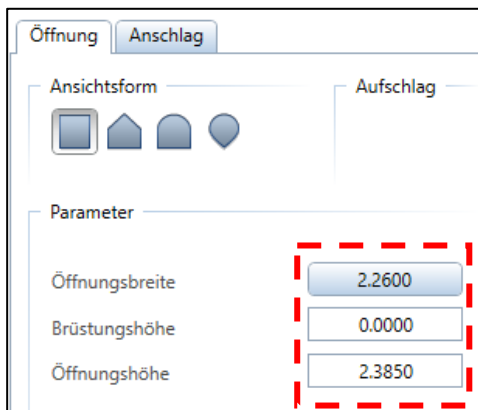 Öffnung Anschlag
Ansichtsform Aufschlag
Parameter
Öffnungsbreite 2.2600
Brüstungshöhe 0.0000
Öffnungshöhe 2.3850